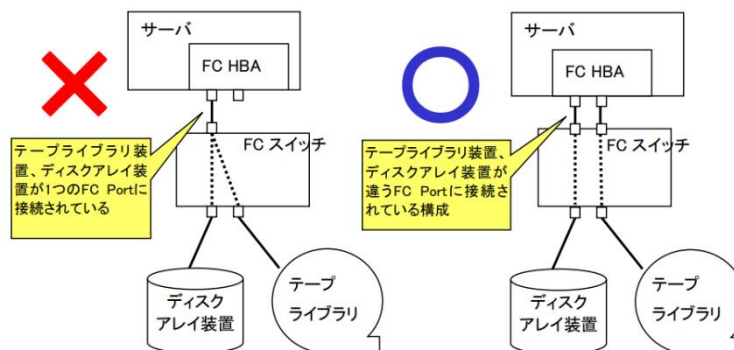 サーバ
FC HBA
テープライブラリ装
置、ディスクアレイ装
置が1つのFC Portに
接続されている
FC スイッチ
ディスク
アレイ装置
テープ
ライブラリ
サーバ
FC HBA
テープライブラリ装置、
ディスクアレイ装置が
違うFC Portに接続さ
れている構成
FC スイッチ
ディスク
アレイ装置
テープ
ライブラリ